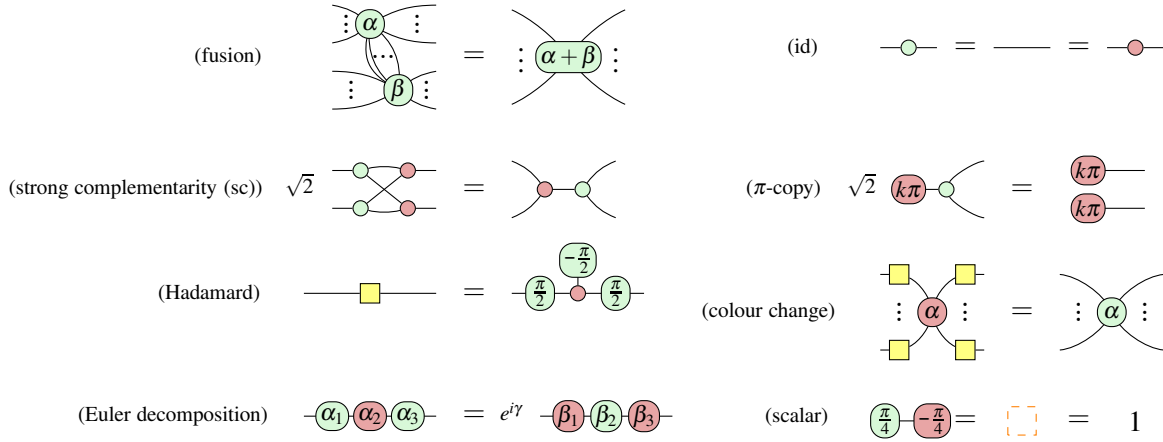 (fusion) α β = α + β (id) = =
(strong complementarity (sc)) √2 = (π-copy) √2 kπ = kπ kπ
(Hadamard) = π/2 −π/2 π/2 (colour change) α = α
(Euler decomposition) α₁ α₂ α₃ = e^{iγ} β₁ β₂ β₃ (scalar) π/4 −π/4 = = 1